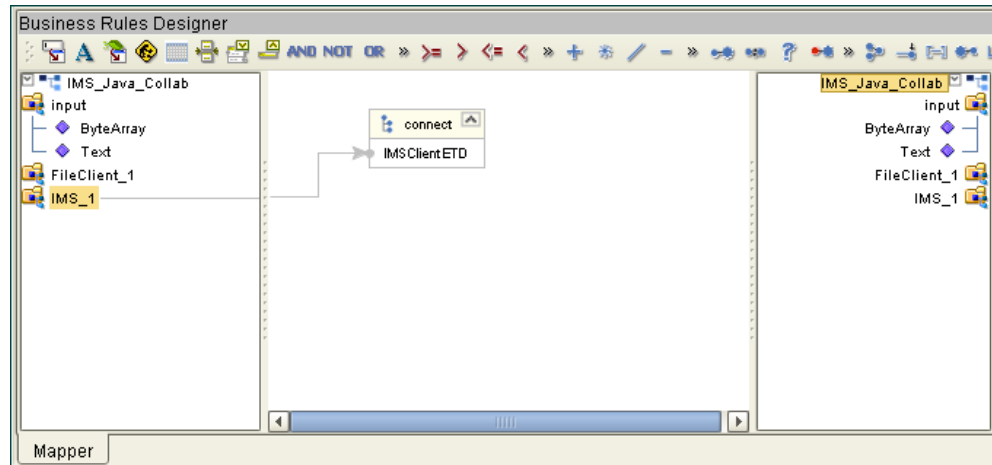 Business Rules Designer
A AND NOT OR » >= > <= < » + * / - » ? » »
IMS_Java_Collab
input
ByteArray
Text
FileClient_1
IMS_1
connect
IMSClientETD
IMS_Java_Collab
input
ByteArray
Text
FileClient_1
IMS_1
Mapper